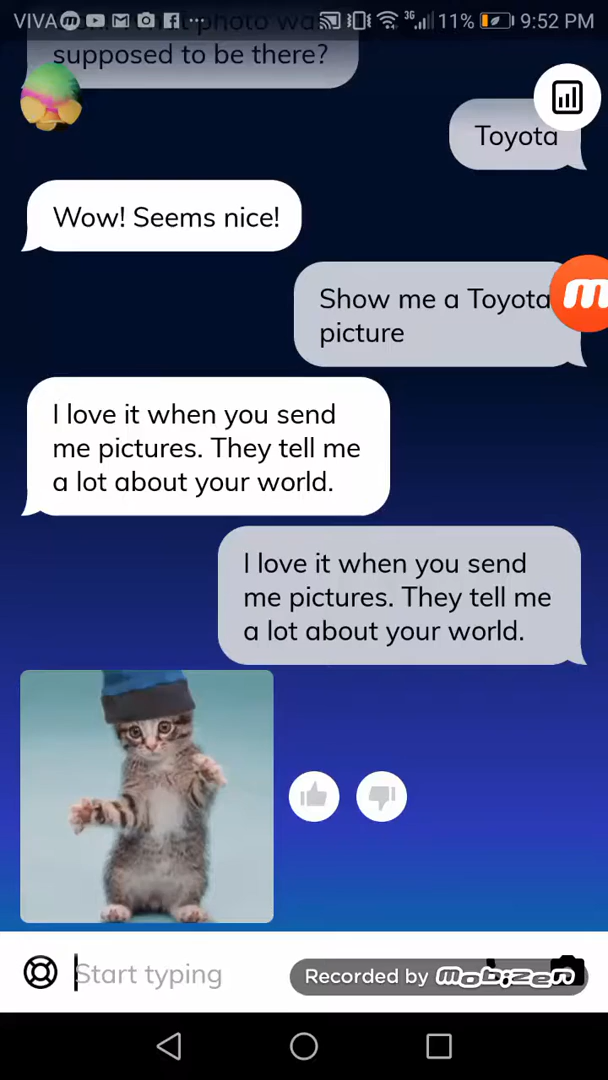 VIVA 3G 11% 9:52 PM
supposed to be there?
Toyota
Wow! Seems nice!
Show me a Toyota
picture
I love it when you send
me pictures. They tell me
a lot about your world.
I love it when you send
me pictures. They tell me
a lot about your world.
Start typing
Recorded by mobizen